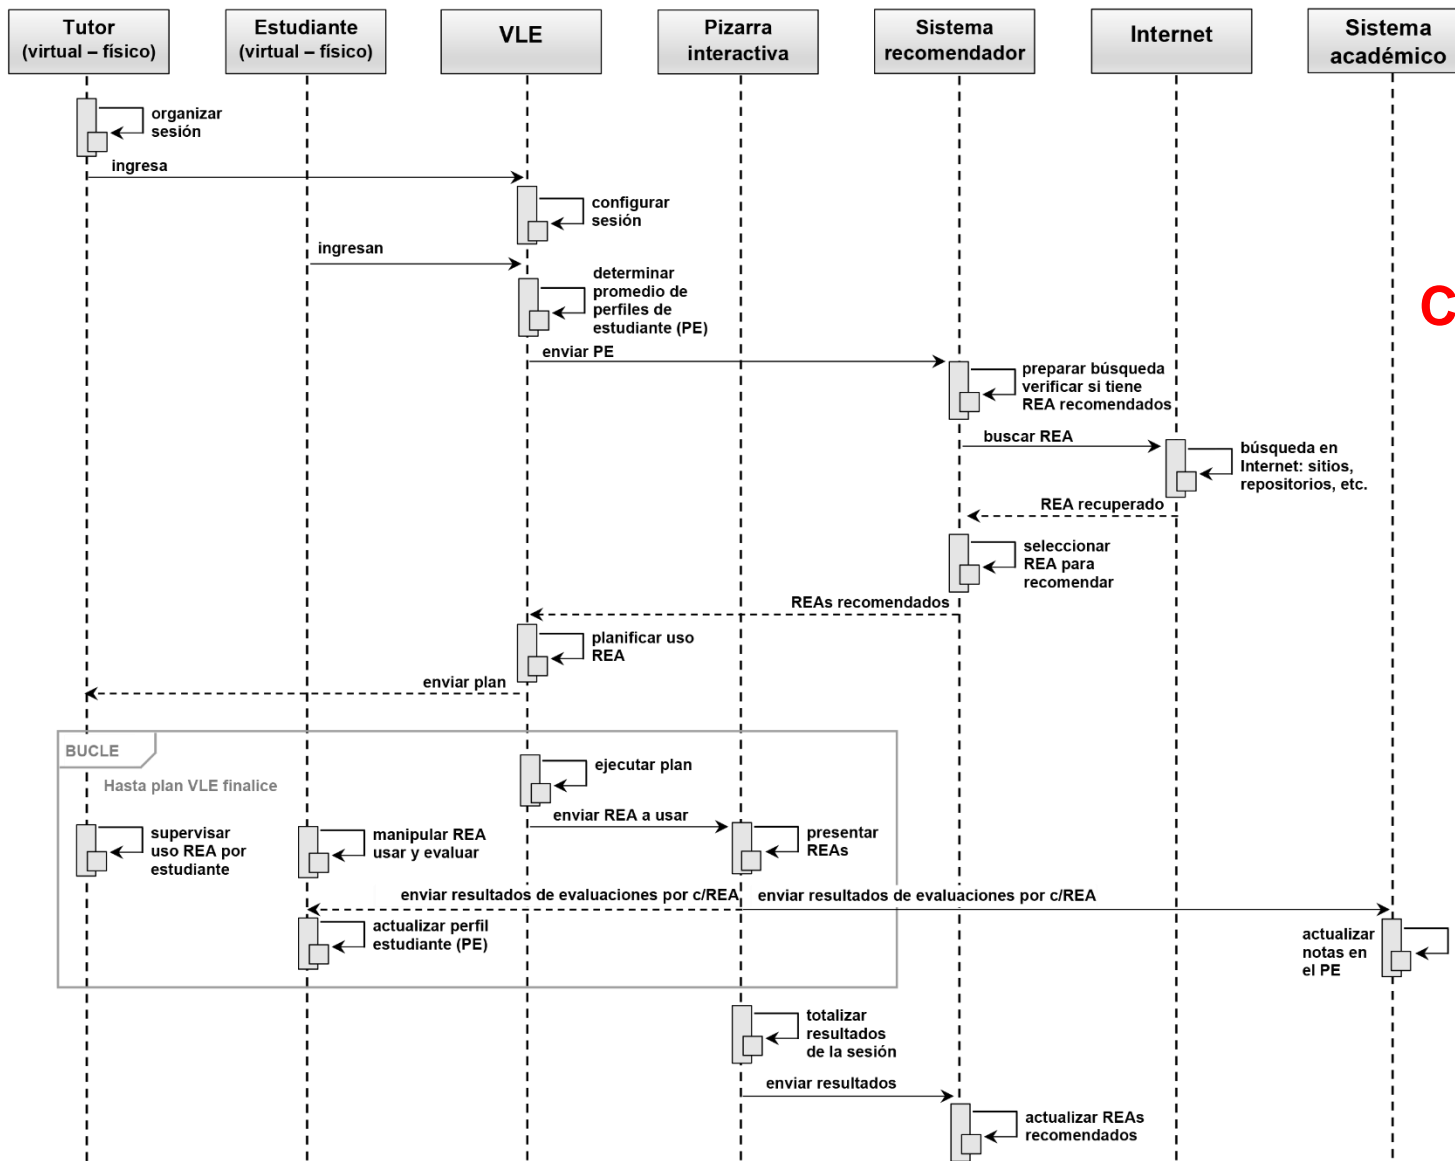 Tutor
(virtual – físico)
Estudiante
(virtual – físico)
VLE
Pizarra
interactiva
Sistema
recomendador
Internet
Sistema
académico
organizar
sesión
ingresa
configurar
sesión
ingresan
determinar
promedio de
perfiles de
estudiante (PE)
C
enviar PE
preparar búsqueda
verificar si tiene
REA recomendados
buscar REA
búsqueda en
Internet: sitios,
repositorios, etc.
REA recuperado
seleccionar
REA para
recomendar
REAs recomendados
planificar uso
REA
enviar plan
BUCLE
Hasta plan VLE finalice
ejecutar plan
enviar REA a usar
supervisar
uso REA por
estudiante
manipular REA
usar y evaluar
presentar
REAs
enviar resultados de evaluaciones por c/REA
enviar resultados de evaluaciones por c/REA
actualizar perfil
estudiante (PE)
actualizar
notas en
el PE
totalizar
resultados
de la sesión
enviar resultados
actualizar REAs
recomendados